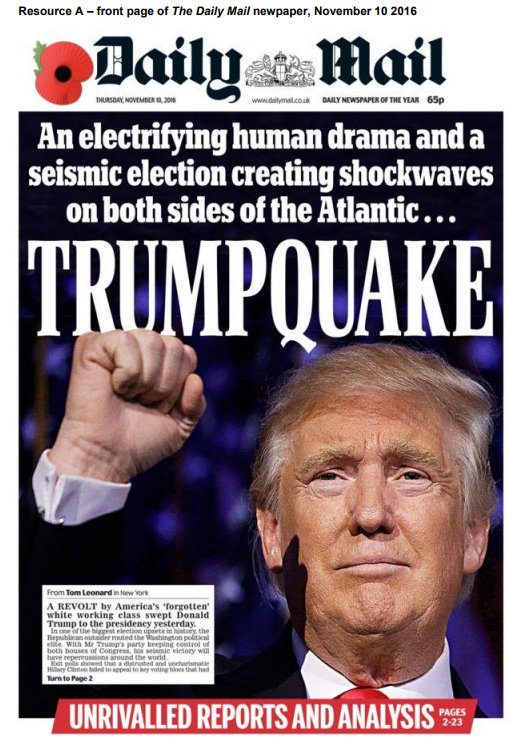 Resource A – front page of The Daily Mail newspaper, November 10 2016
Daily Mail
THURSDAY, NOVEMBER 10, 2016
www.dailymail.co.uk
DAILY NEWSPAPER OF THE YEAR
65p
An electrifying human drama and a
seismic election creating shockwaves
on both sides of the Atlantic...
TRUMPQUAKE
From Tom Leonard in New York
A REVOLT by America's 'forgotten'
white working class swept Donald
Trump to the presidency yesterday.
In one of the biggest election upsets in history, the
Republican outsider routed the Washington political
elite. With Mr Trump's party keeping control of
both houses of Congress, his seismic victory will
have repercussions around the world.
Exit polls showed that a distrusted and uncharismatic
Hillary Clinton failed to appeal to key voting blocs that had
Turn to Page 2
UNRIVALLED REPORTS AND ANALYSIS
PAGES
2-23